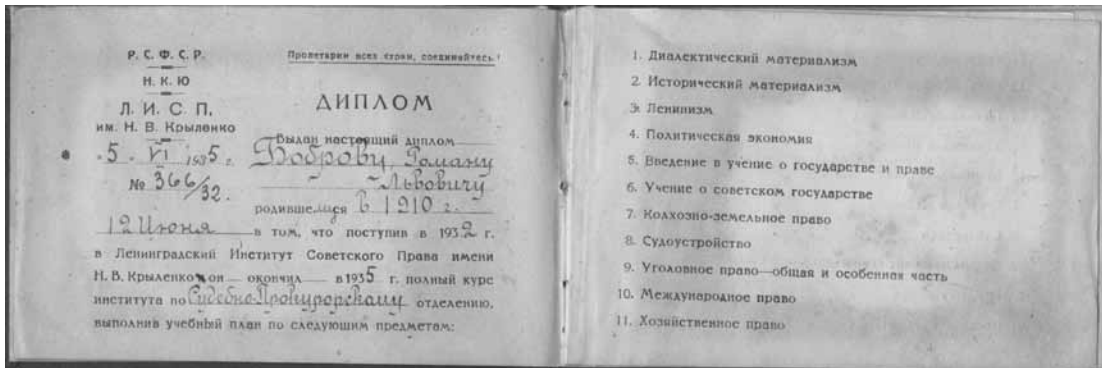 Р. С. Ф. С. Р.
Н. К. Ю
Л. И. С. П.
им. Н. В. Крыленко
„5„ VI 1935 г.
№ 366/32.
Пролетарии всех стран, соединяйтесь!
ДИПЛОМ
Выдан настоящий диплом
Боброву, Роману
Львовичу
родившемуся в 1910 г.
12 Июня в том, что поступив в 1932 г.
в Ленинградский Институт Советского Права имени
Н. В. Крыленко он окончил в 1935 г. полный курс
института по Судебно-Прокурорскому отделению,
выполнив учебный план по следующим предметам:
1. Диалектический материализм
2. Исторический материализм
3. Ленинизм
4. Политическая экономия
5. Введение в учение о государстве и праве
6. Учение о советском государстве
7. Колхозно-земельное право
8. Судоустройство
9. Уголовное право—общая и особенная часть
10. Международное право
11. Хозяйственное право